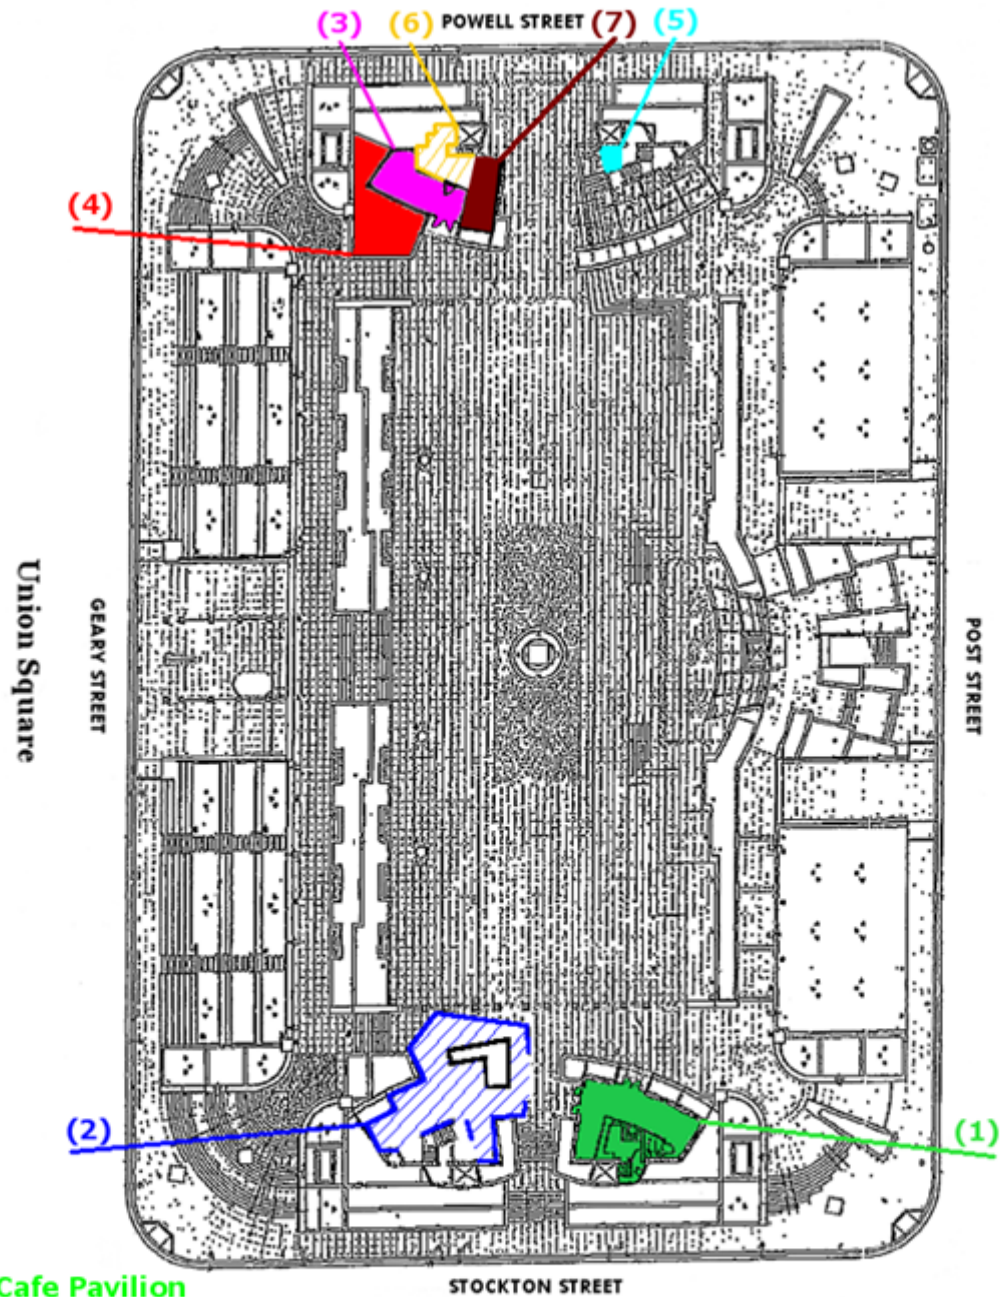 (3)
(6)
POWELL STREET
(7)
(5)
(4)
Union Square
GEARY STREET
POST STREET
(2)
(1)
Cafe Pavilion
STOCKTON STREET